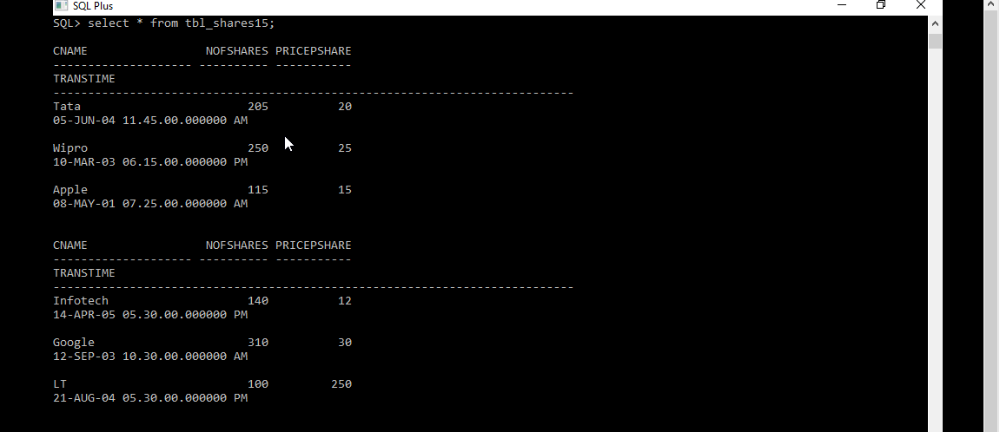 SQL Plus
SQL> select * from tbl_shares15;
CNAME                 NOFSHARES PRICEPSHARE
-------------------- ---------- -----------
TRANSTIME
---------------------------------------------------------------------------
Tata                        205          20
05-JUN-04 11.45.00.000000 AM
Wipro                       250          25
10-MAR-03 06.15.00.000000 PM
Apple                       115          15
08-MAY-01 07.25.00.000000 AM
CNAME                 NOFSHARES PRICEPSHARE
-------------------- ---------- -----------
TRANSTIME
---------------------------------------------------------------------------
Infotech                    140          12
14-APR-05 05.30.00.000000 PM
Google                      310          30
12-SEP-03 10.30.00.000000 AM
LT                          100         250
21-AUG-04 05.30.00.000000 PM